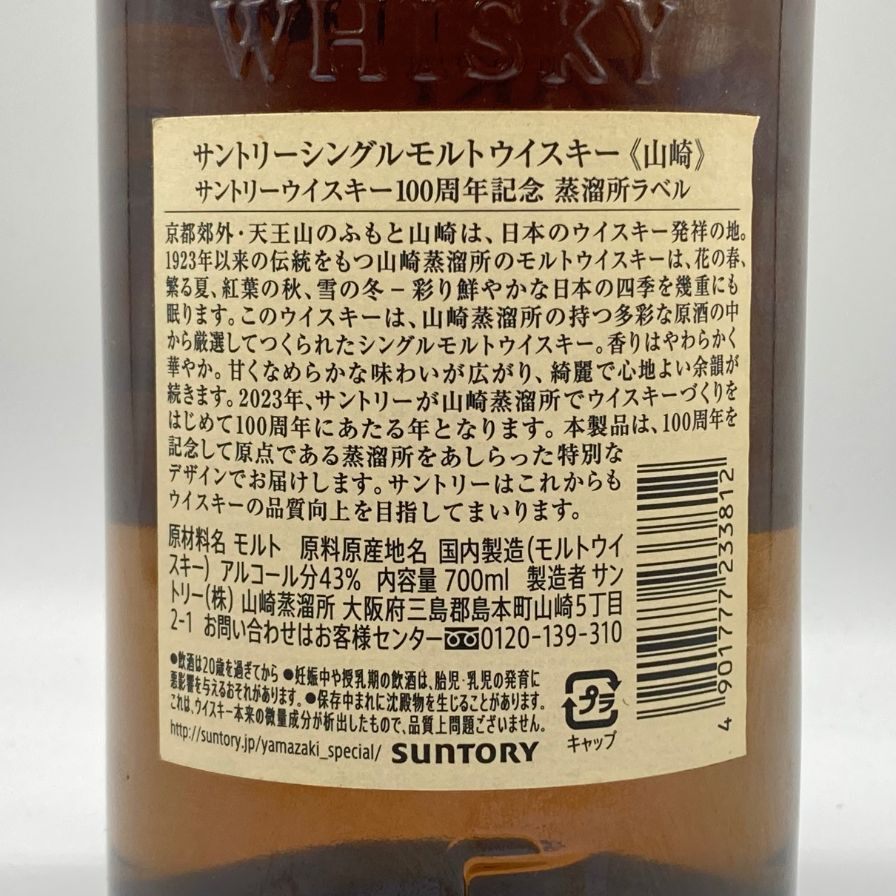 WHISKY
サントリーシングルモルトウイスキー《山崎》
サントリーウイスキー100周年記念 蒸溜所ラベル
京都郊外・天王山のふもと山崎は、日本のウイスキー発祥の地。
1923年以来の伝統をもつ山崎蒸溜所のモルトウイスキーは、花の春、
繁る夏、紅葉の秋、雪の冬－彩り鮮やかな日本の四季を幾重にも
眠ります。このウイスキーは、山崎蒸溜所の持つ多彩な原酒の中
から厳選してつくられたシングルモルトウイスキー。香りはやわらかく
華やか。甘くなめらかな味わいが広がり、綺麗で心地よい余韻が
続きます。2023年、サントリーが山崎蒸溜所でウイスキーづくりを
はじめて100周年にあたる年となります。本製品は、100周年を
記念して原点である蒸溜所をあしらった特別な
デザインでお届けします。サントリーはこれからも
ウイスキーの品質向上を目指してまいります。
原材料名 モルト 原料原産地名 国内製造(モルトウイ
スキー) アルコール分43% 内容量 700ml 製造者 サン
トリー(株) 山崎蒸溜所 大阪府三島郡島本町山崎5丁目
2-1 お問い合わせはお客様センター 0120-139-310
●飲酒は20歳を過ぎてから ●妊娠中や授乳期の飲酒は、胎児・乳児の発育に
悪影響を与えるおそれがあります。●保存中まれに沈殿物を生じることがありますが、
これは、ウイスキー本来の微量成分が析出したもので、品質上問題ございません。
http://suntory.jp/yamazaki_special/ SUNTORY
プラ
キャップ
4 901777 233812